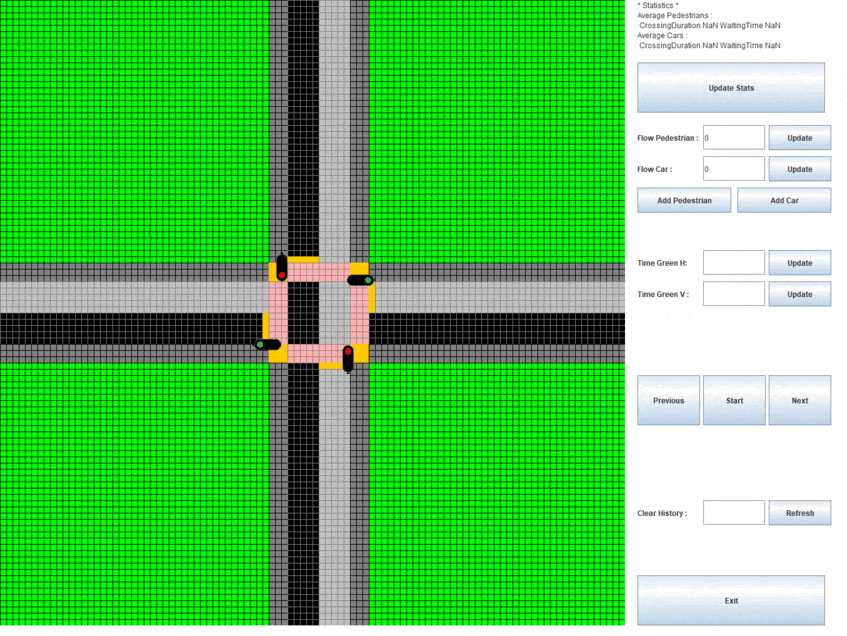 * Statistics *
Average Pedestrians :
CrossingDuration NaN WaitingTime NaN
Average Cars :
CrossingDuration NaN WaitingTime NaN
Update Stats
Flow Pedestrian : 0 Update
Flow Car : 0 Update
Add Pedestrian Add Car
Time Green H: Update
Time Green V : Update
Previous Start Next
Clear History : Refresh
Exit